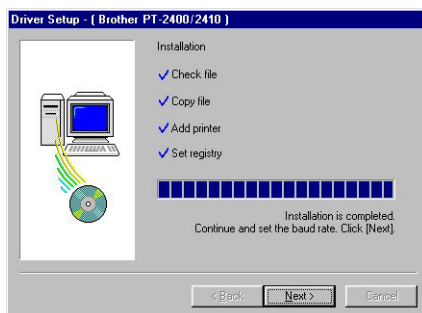 Driver Setup - ( Brother PT-2400/2410 )
Installation
Check file
Copy file
Add printer
Set registry
Installation is completed.
Continue and set the baud rate. Click [Next].
< Back
Next >
Cancel